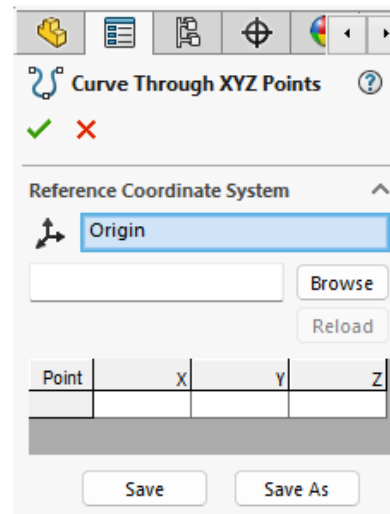 Curve Through XYZ Points ?
Reference Coordinate System
Origin
Browse
Reload
Point X Y Z
Save Save As